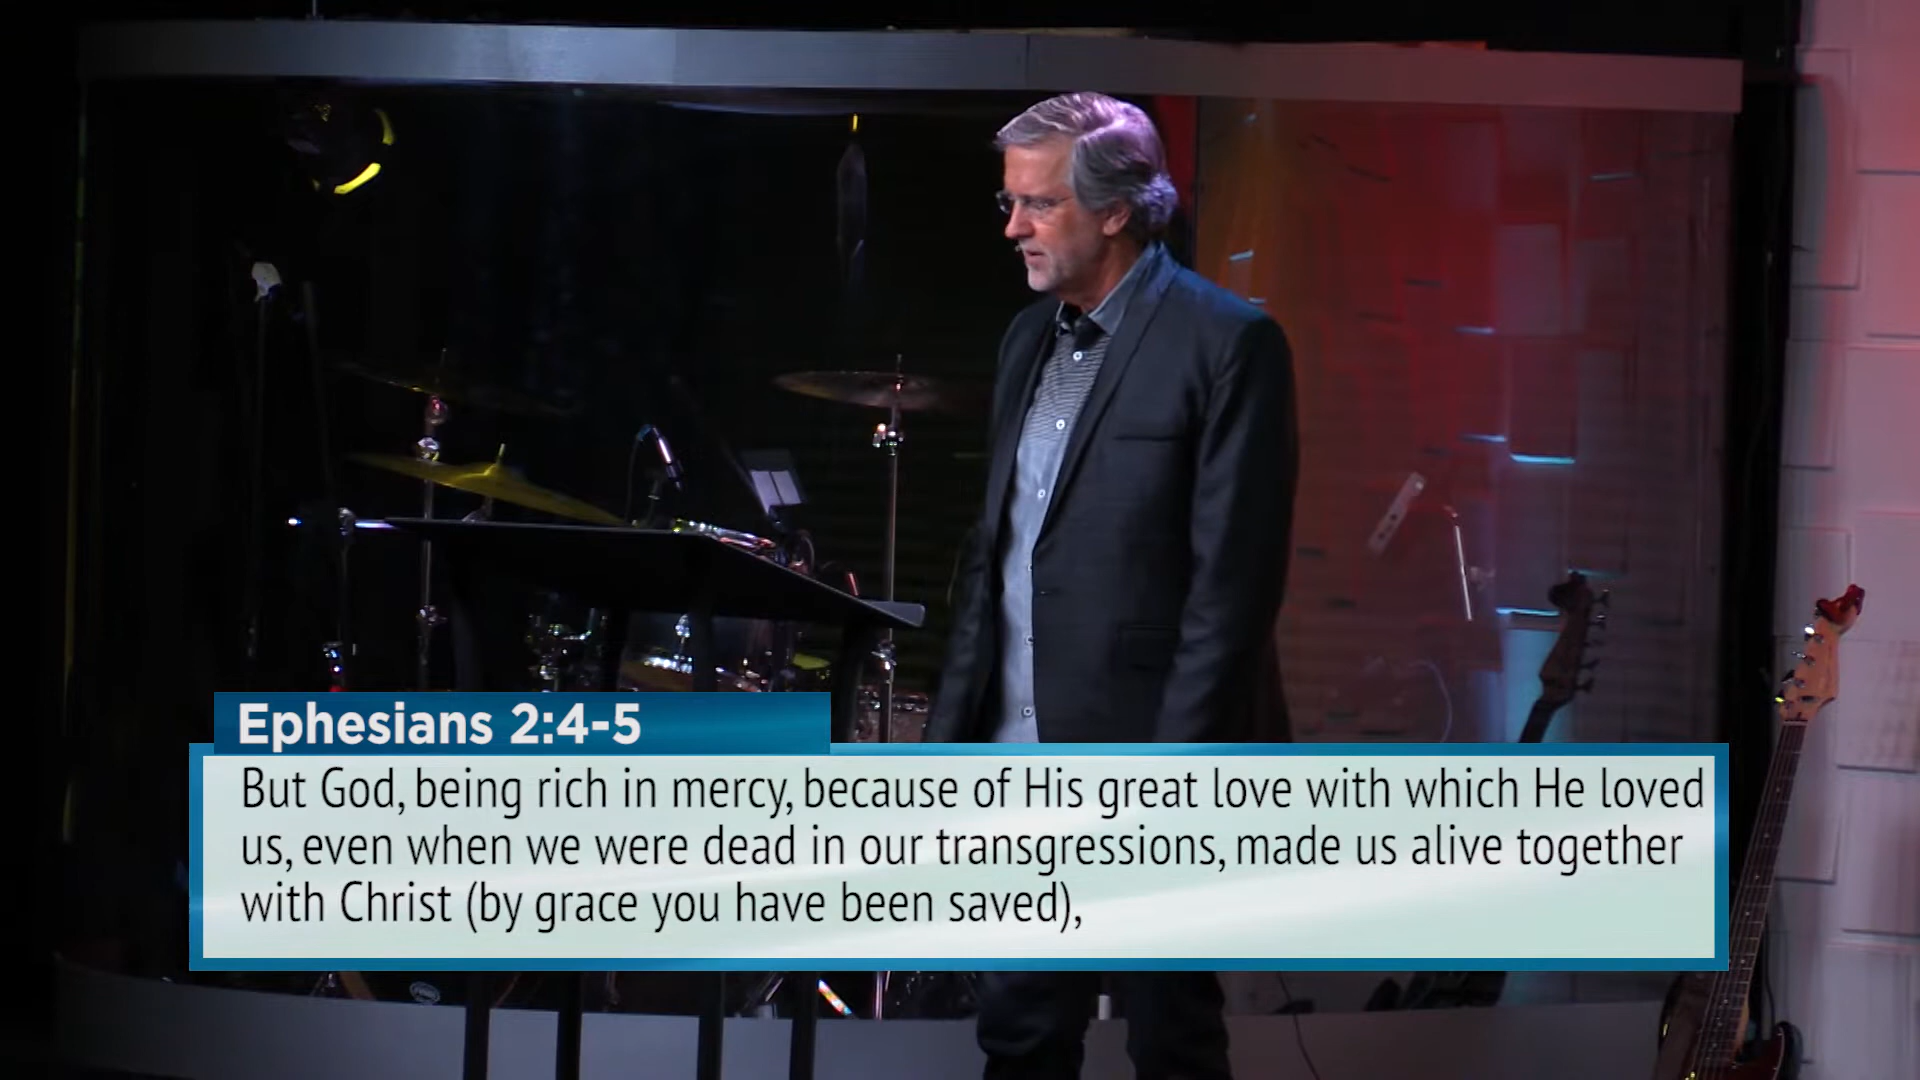 Ephesians 2:4-5
But God, being rich in mercy, because of His great love with which He loved
us, even when we were dead in our transgressions, made us alive together
with Christ (by grace you have been saved),